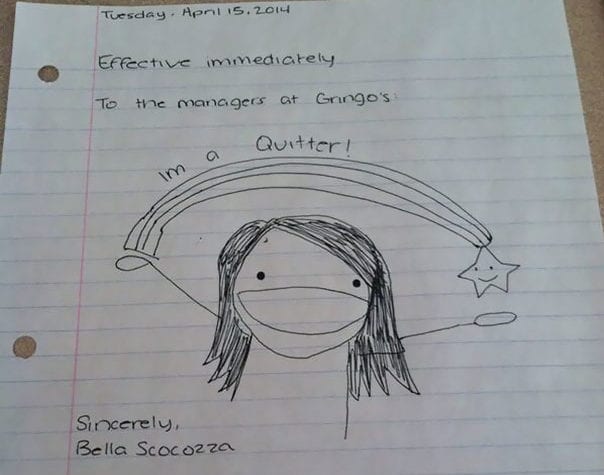 Tuesday. April 15. 2014
Effective immediately
To the managers at Gringo's:
Im a Quitter!
Sincerely,
Bella Scocozza